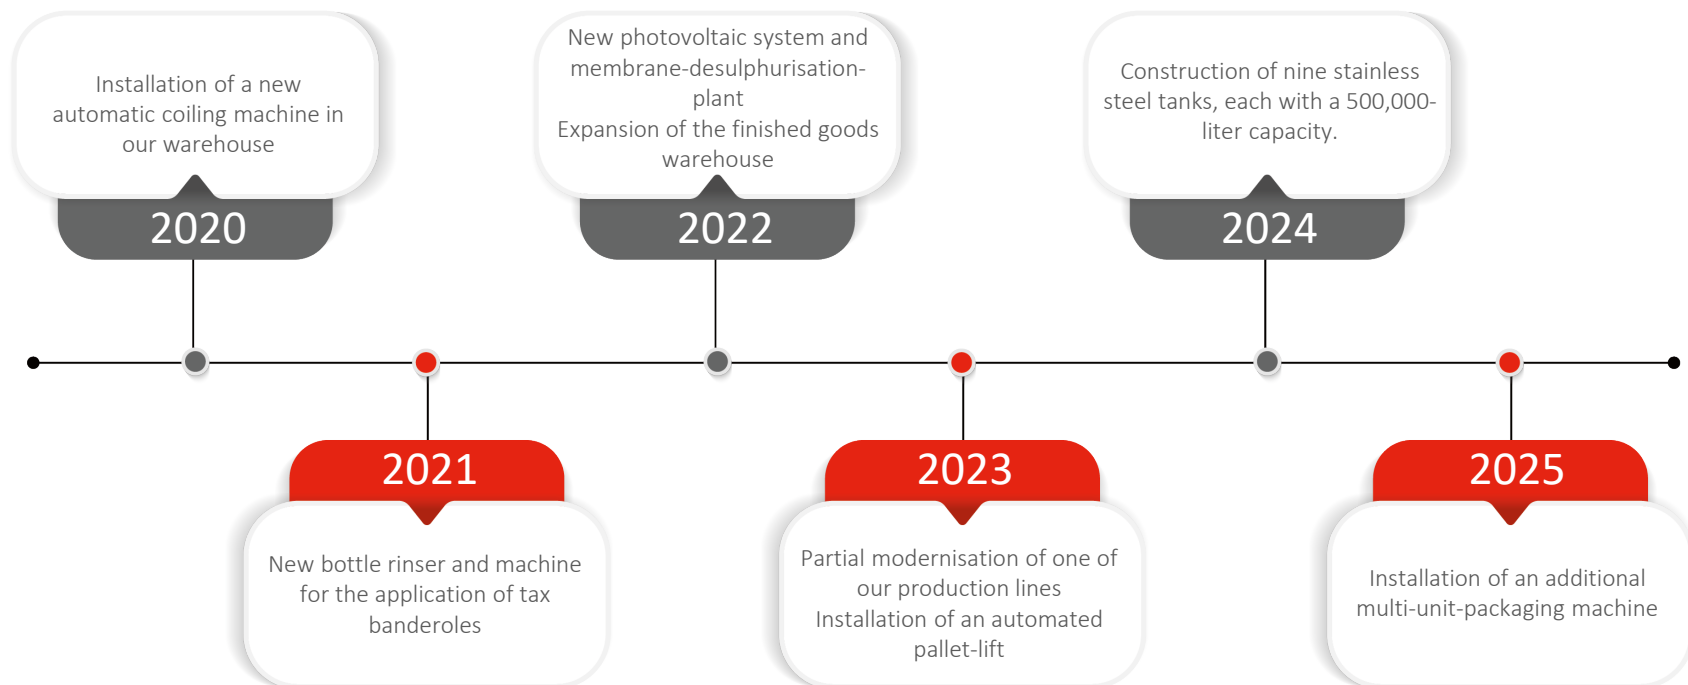 Installation of a new
automatic coiling machine in
our warehouse
2020
New photovoltaic system and
membrane-desulphurisation-
plant
Expansion of the finished goods
warehouse
2022
Construction of nine stainless
steel tanks, each with a 500,000-
liter capacity.
2024
2021
New bottle rinser and machine
for the application of tax
banderoles
2023
Partial modernisation of one of
our production lines
Installation of an automated
pallet-lift
2025
Installation of an additional
multi-unit-packaging machine